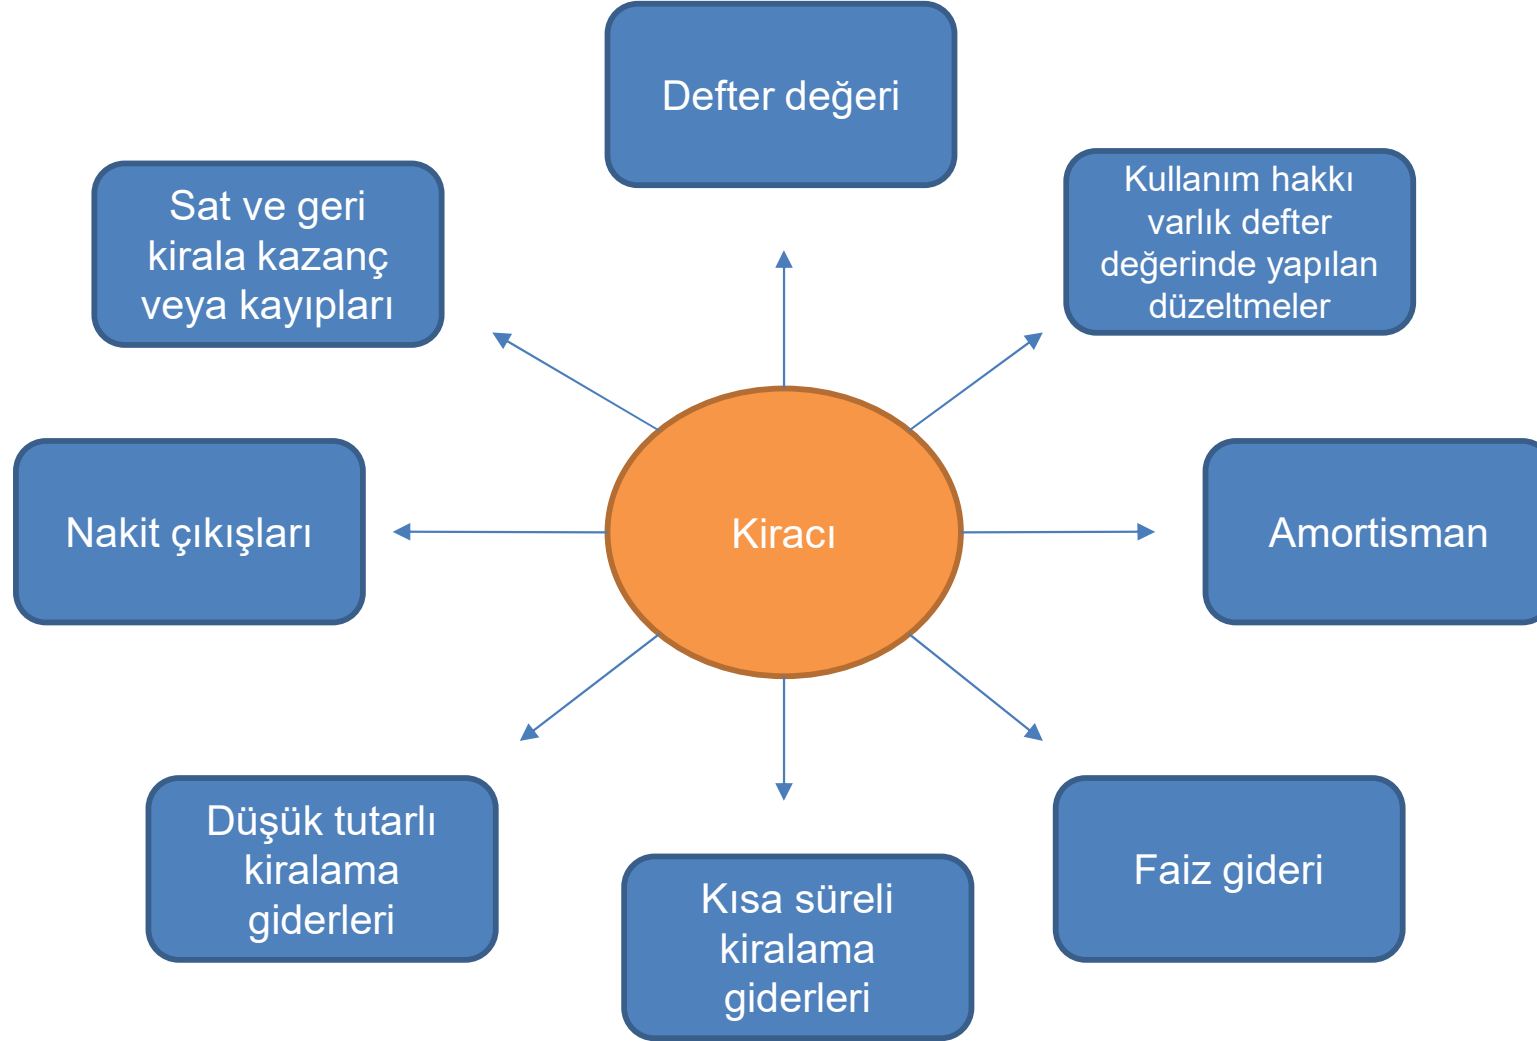 Defter değeri
Kullanım hakkı
varlık defter
değerinde yapılan
düzeltmeler
Sat ve geri
kirala kazanç
veya kayıpları
Nakit çıkışları
Kiracı
Amortisman
Düşük tutarlı
kiralama
giderleri
Kısa süreli
kiralama
giderleri
Faiz gideri